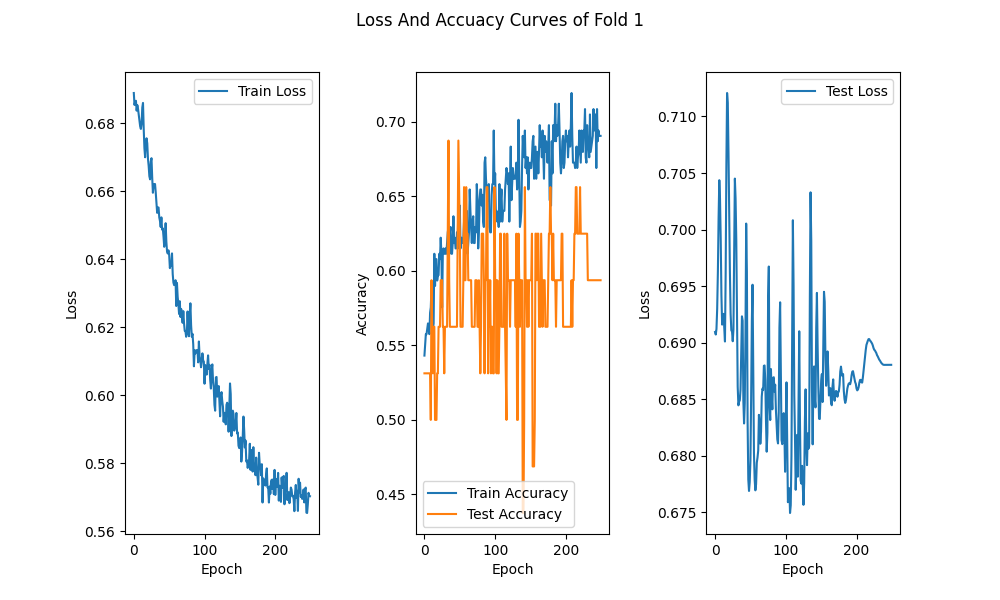 Loss And Accuacy Curves of Fold 1
Train Loss
0.68
0.66
0.64
0.62
0.60
0.58
0.56
Loss
0 100 200
Epoch
0.70
0.65
0.60
0.55
0.50
0.45
Accuracy
Train Accuracy
Test Accuracy
0 100 200
Epoch
Test Loss
0.710
0.705
0.700
0.695
0.690
0.685
0.680
0.675
Loss
0 100 200
Epoch